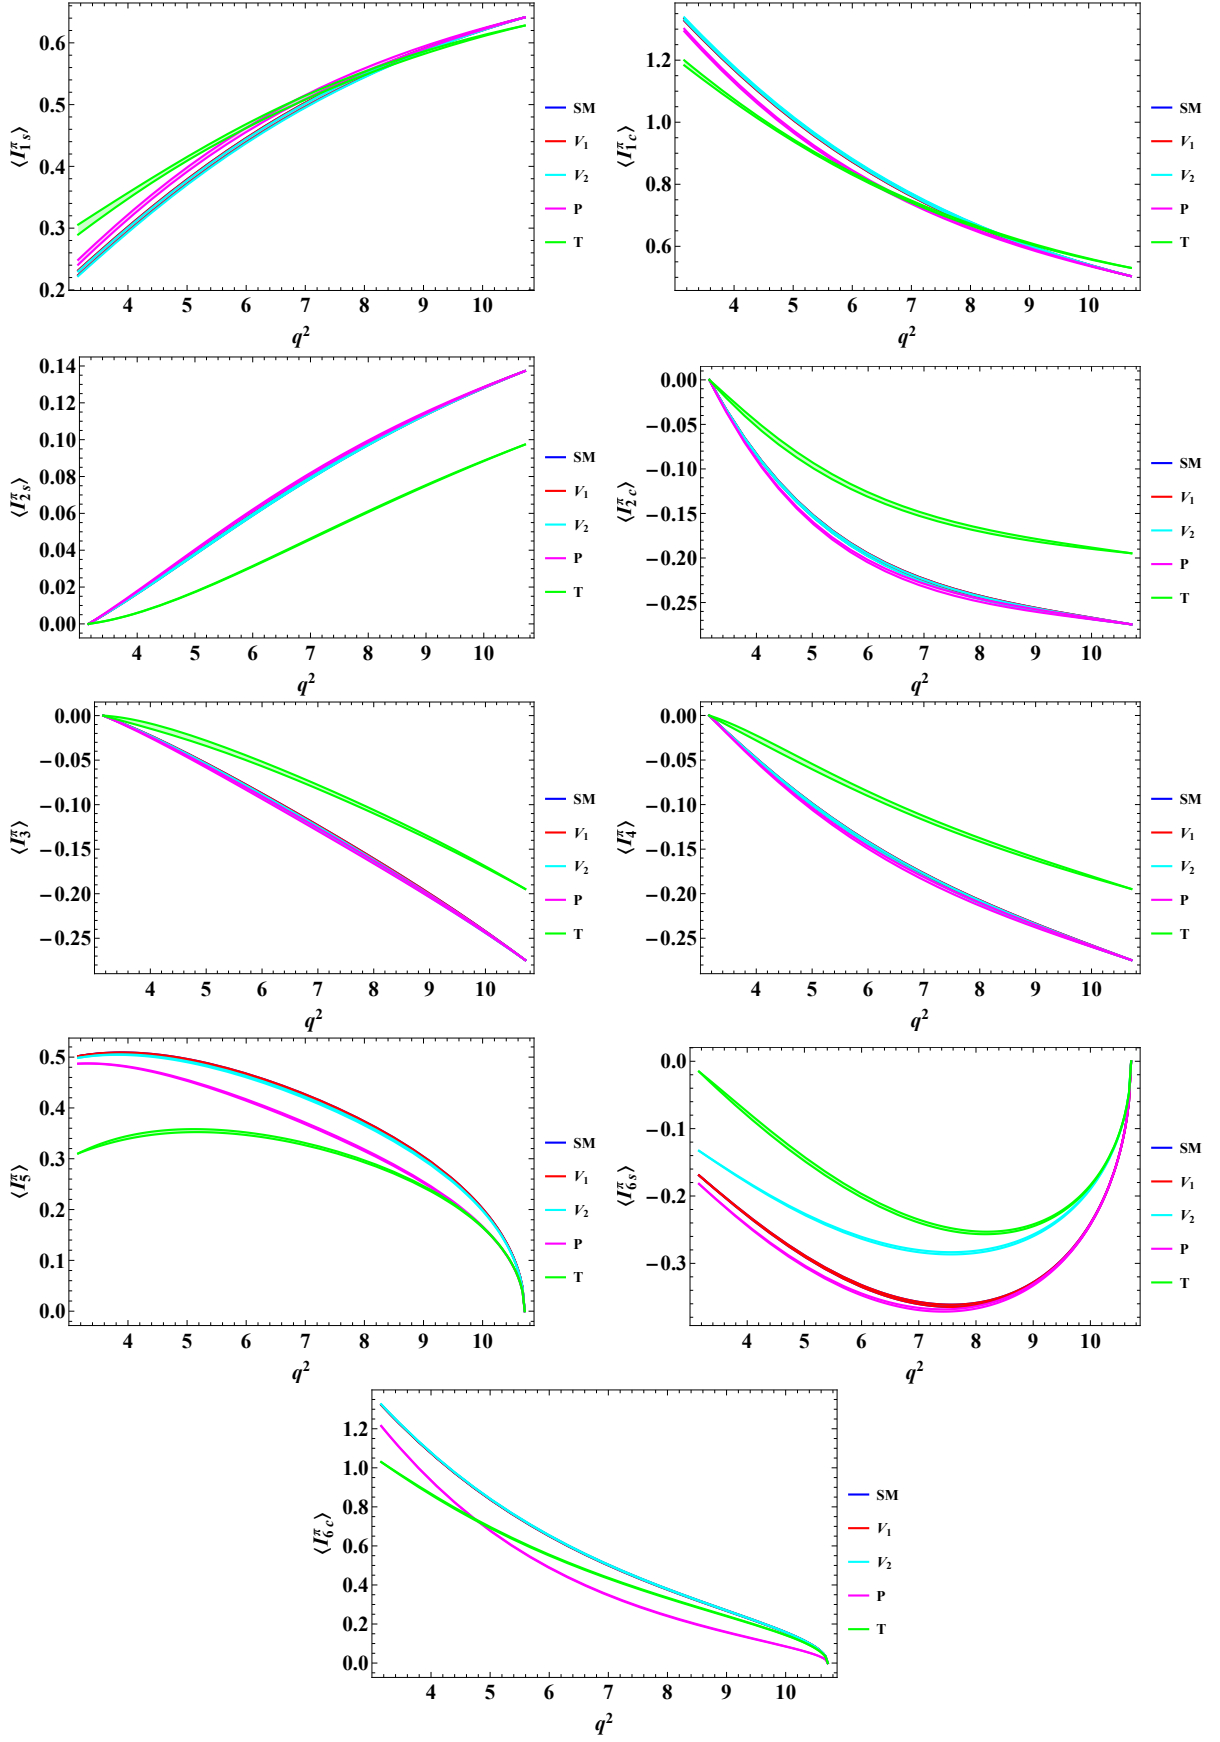 ⟨I^π_{1s}⟩
0.6
0.5
0.4
0.3
0.2
4 5 6 7 8 9 10
q²
SM
V₁
V₂
P
T
⟨I^π_{1c}⟩
1.2
1.0
0.8
0.6
4 5 6 7 8 9 10
q²
SM
V₁
V₂
P
T
⟨I^π_{2s}⟩
0.14
0.12
0.10
0.08
0.06
0.04
0.02
0.00
4 5 6 7 8 9 10
q²
SM
V₁
V₂
P
T
⟨I^π_{2c}⟩
0.00
−0.05
−0.10
−0.15
−0.20
−0.25
4 5 6 7 8 9 10
q²
SM
V₁
V₂
P
T
⟨I^π_3⟩
0.00
−0.05
−0.10
−0.15
−0.20
−0.25
4 5 6 7 8 9 10
q²
SM
V₁
V₂
P
T
⟨I^π_4⟩
0.00
−0.05
−0.10
−0.15
−0.20
−0.25
4 5 6 7 8 9 10
q²
SM
V₁
V₂
P
T
⟨I^π_5⟩
0.5
0.4
0.3
0.2
0.1
0.0
4 5 6 7 8 9 10
q²
SM
V₁
V₂
P
T
⟨I^π_{6s}⟩
0.0
−0.1
−0.2
−0.3
4 5 6 7 8 9 10
q²
SM
V₁
V₂
P
T
⟨I^π_{6c}⟩
1.2
1.0
0.8
0.6
0.4
0.2
0.0
4 5 6 7 8 9 10
q²
SM
V₁
V₂
P
T